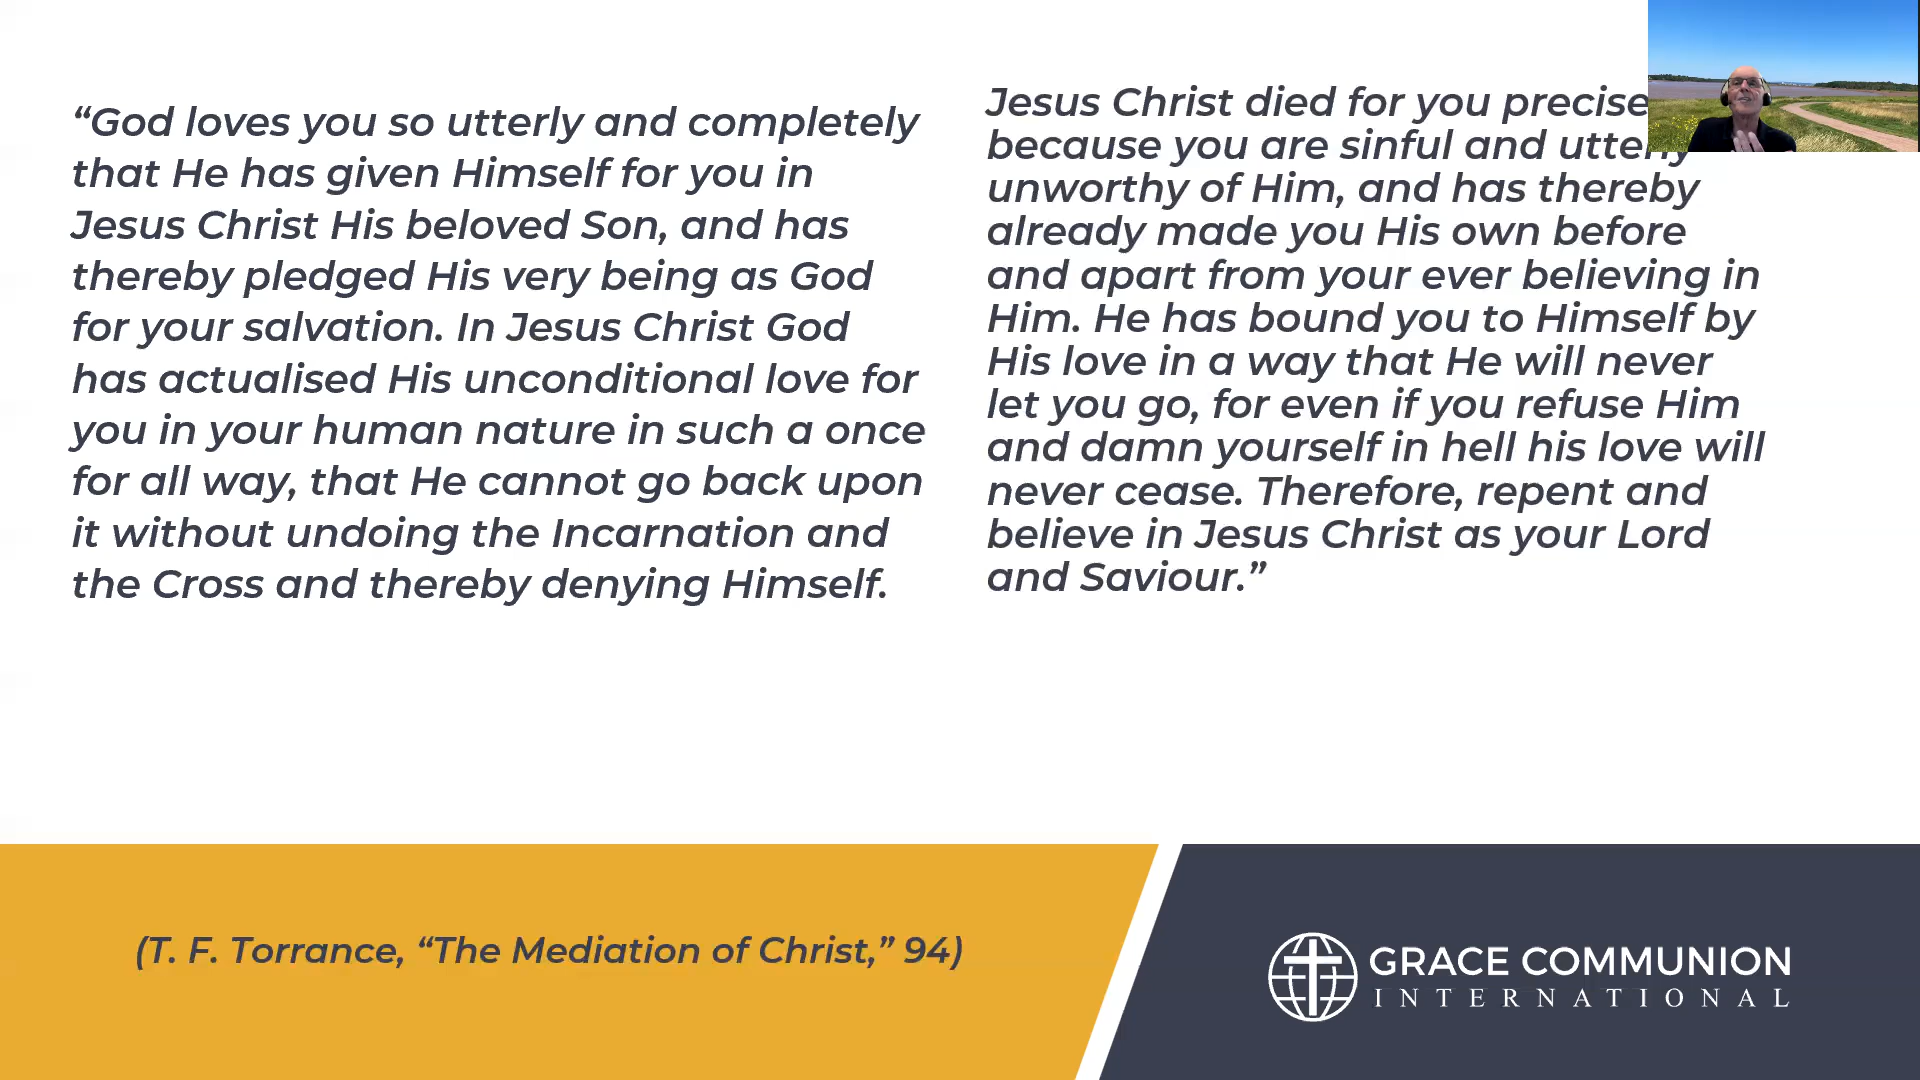 “God loves you so utterly and completely
that He has given Himself for you in
Jesus Christ His beloved Son, and has
thereby pledged His very being as God
for your salvation. In Jesus Christ God
has actualised His unconditional love for
you in your human nature in such a once
for all way, that He cannot go back upon
it without undoing the Incarnation and
the Cross and thereby denying Himself.
Jesus Christ died for you precise
because you are sinful and utterly
unworthy of Him, and has thereby
already made you His own before
and apart from your ever believing in
Him. He has bound you to Himself by
His love in a way that He will never
let you go, for even if you refuse Him
and damn yourself in hell his love will
never cease. Therefore, repent and
believe in Jesus Christ as your Lord
and Saviour.”
(T. F. Torrance, “The Mediation of Christ,” 94)
GRACE COMMUNION
INTERNATIONAL